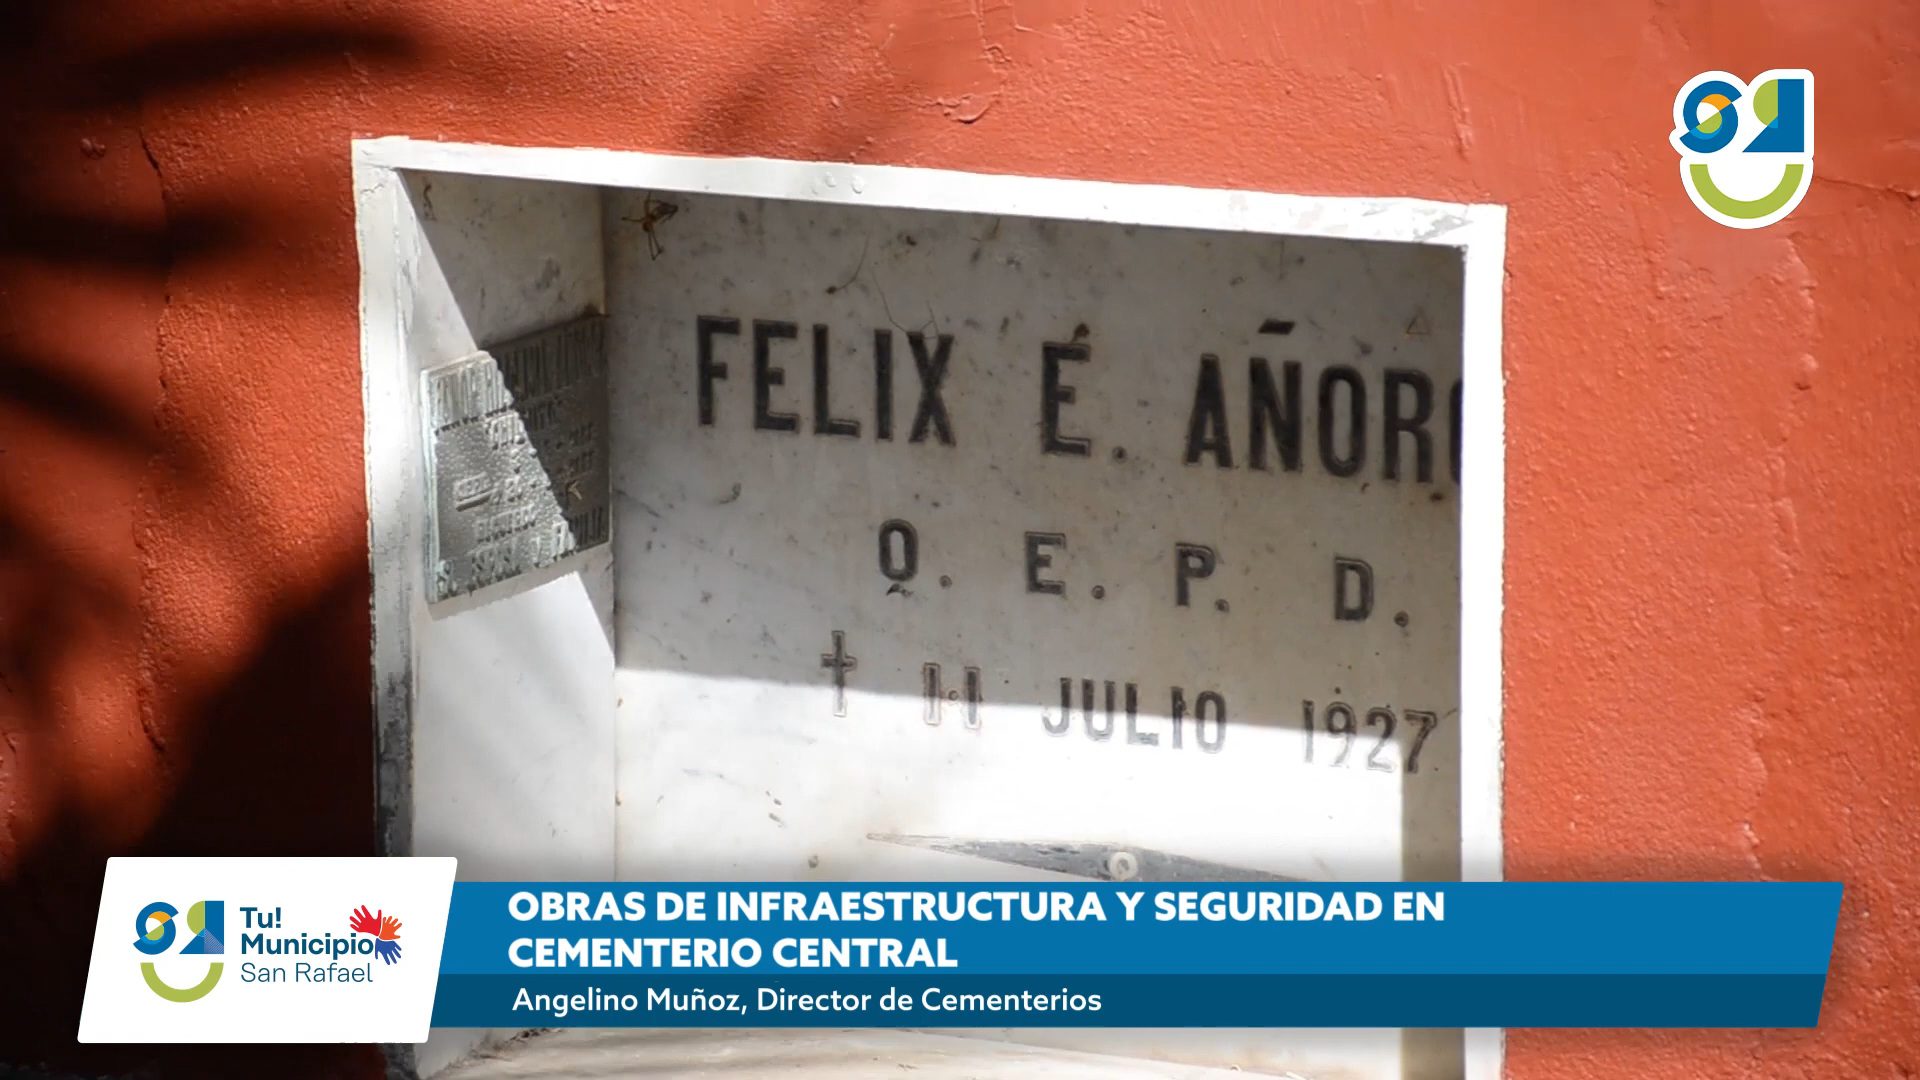 FELIX É. AÑORG
Q. E. P. D.
† 11 JULIO 1927
OBRAS DE INFRAESTRUCTURA Y SEGURIDAD EN
CEMENTERIO CENTRAL
Angelino Muñoz, Director de Cementerios
Tu!
Municipio
San Rafael